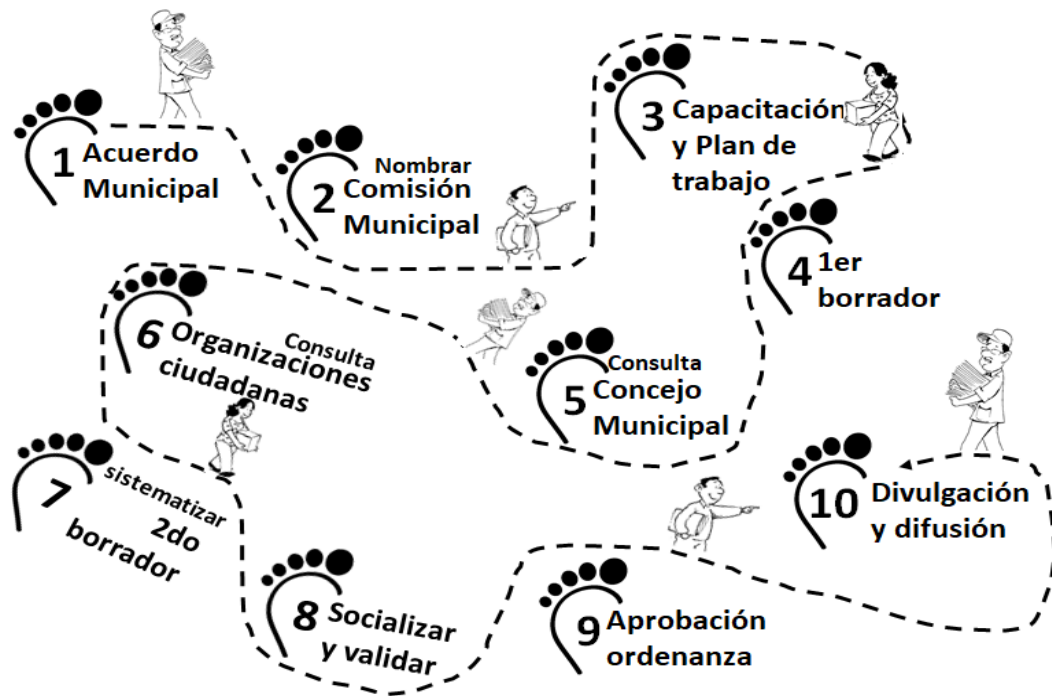 1 Acuerdo
Municipal
2 Nombrar
Comisión
Municipal
3 Capacitación
y Plan de
trabajo
4 1er
borrador
5 Consulta
Concejo
Municipal
6 Consulta
Organizaciones
ciudadanas
7 sistematizar
2do
borrador
8 Socializar
y validar
9 Aprobación
ordenanza
10 Divulgación
y difusión